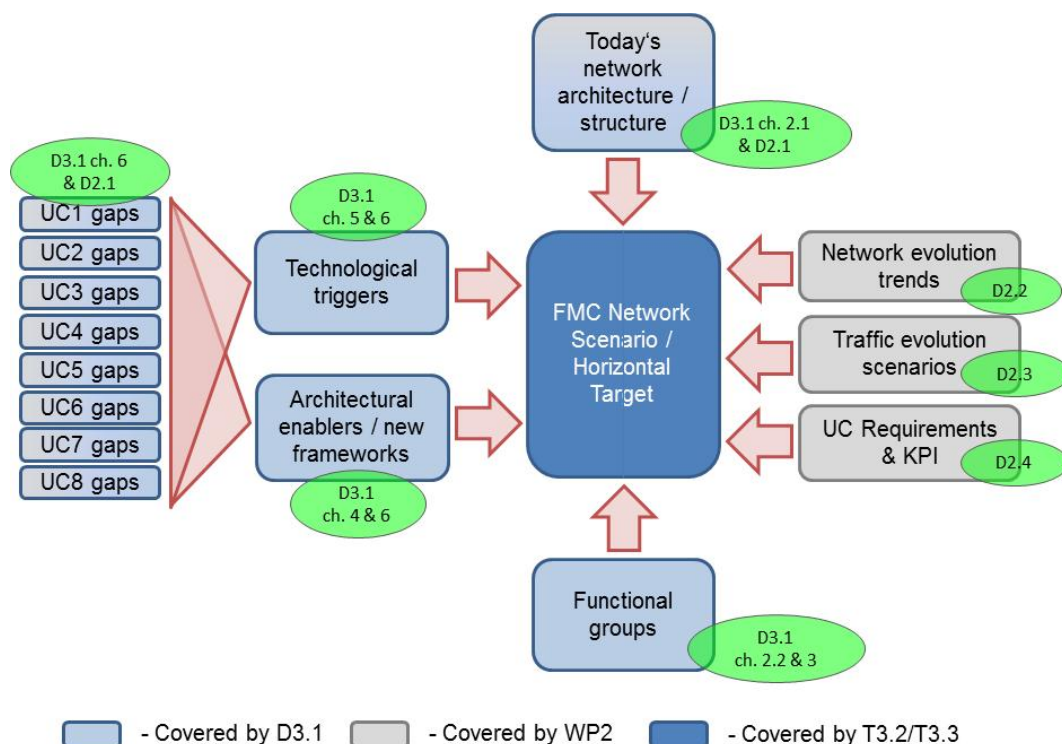 Today‘s
network
architecture /
structure
D3.1 ch. 2.1
& D2.1
D3.1 ch. 6
& D2.1
UC1 gaps
UC2 gaps
UC3 gaps
UC4 gaps
UC5 gaps
UC6 gaps
UC7 gaps
UC8 gaps
D3.1
ch. 5 & 6
Technological
triggers
Architectural
enablers / new
frameworks
D3.1
ch. 4 & 6
FMC Network
Scenario /
Horizontal
Target
Network evolution
trends
D2.2
Traffic evolution
scenarios
D2.3
UC Requirements
& KPI
D2.4
Functional
groups
D3.1
ch. 2.2 & 3
- Covered by D3.1
- Covered by WP2
- Covered by T3.2/T3.3